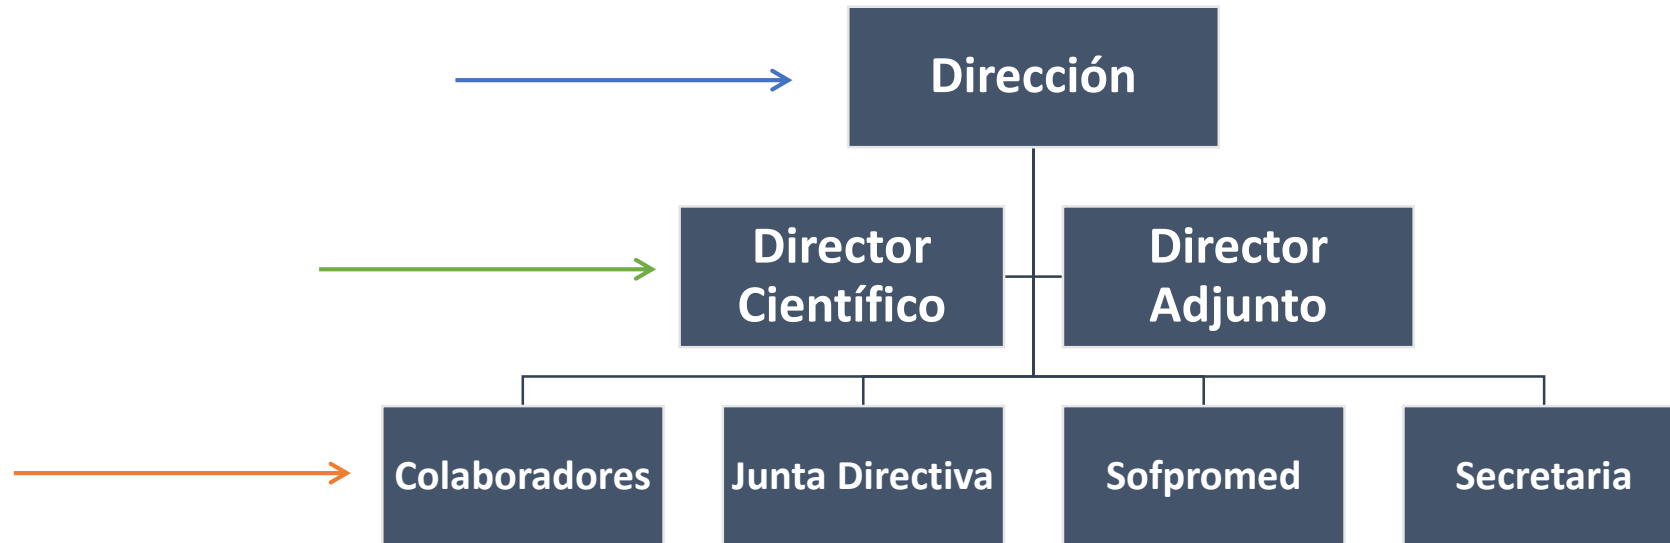 Dirección
Director
Científico
Director
Adjunto
Colaboradores
Junta Directiva
Sofpromed
Secretaria